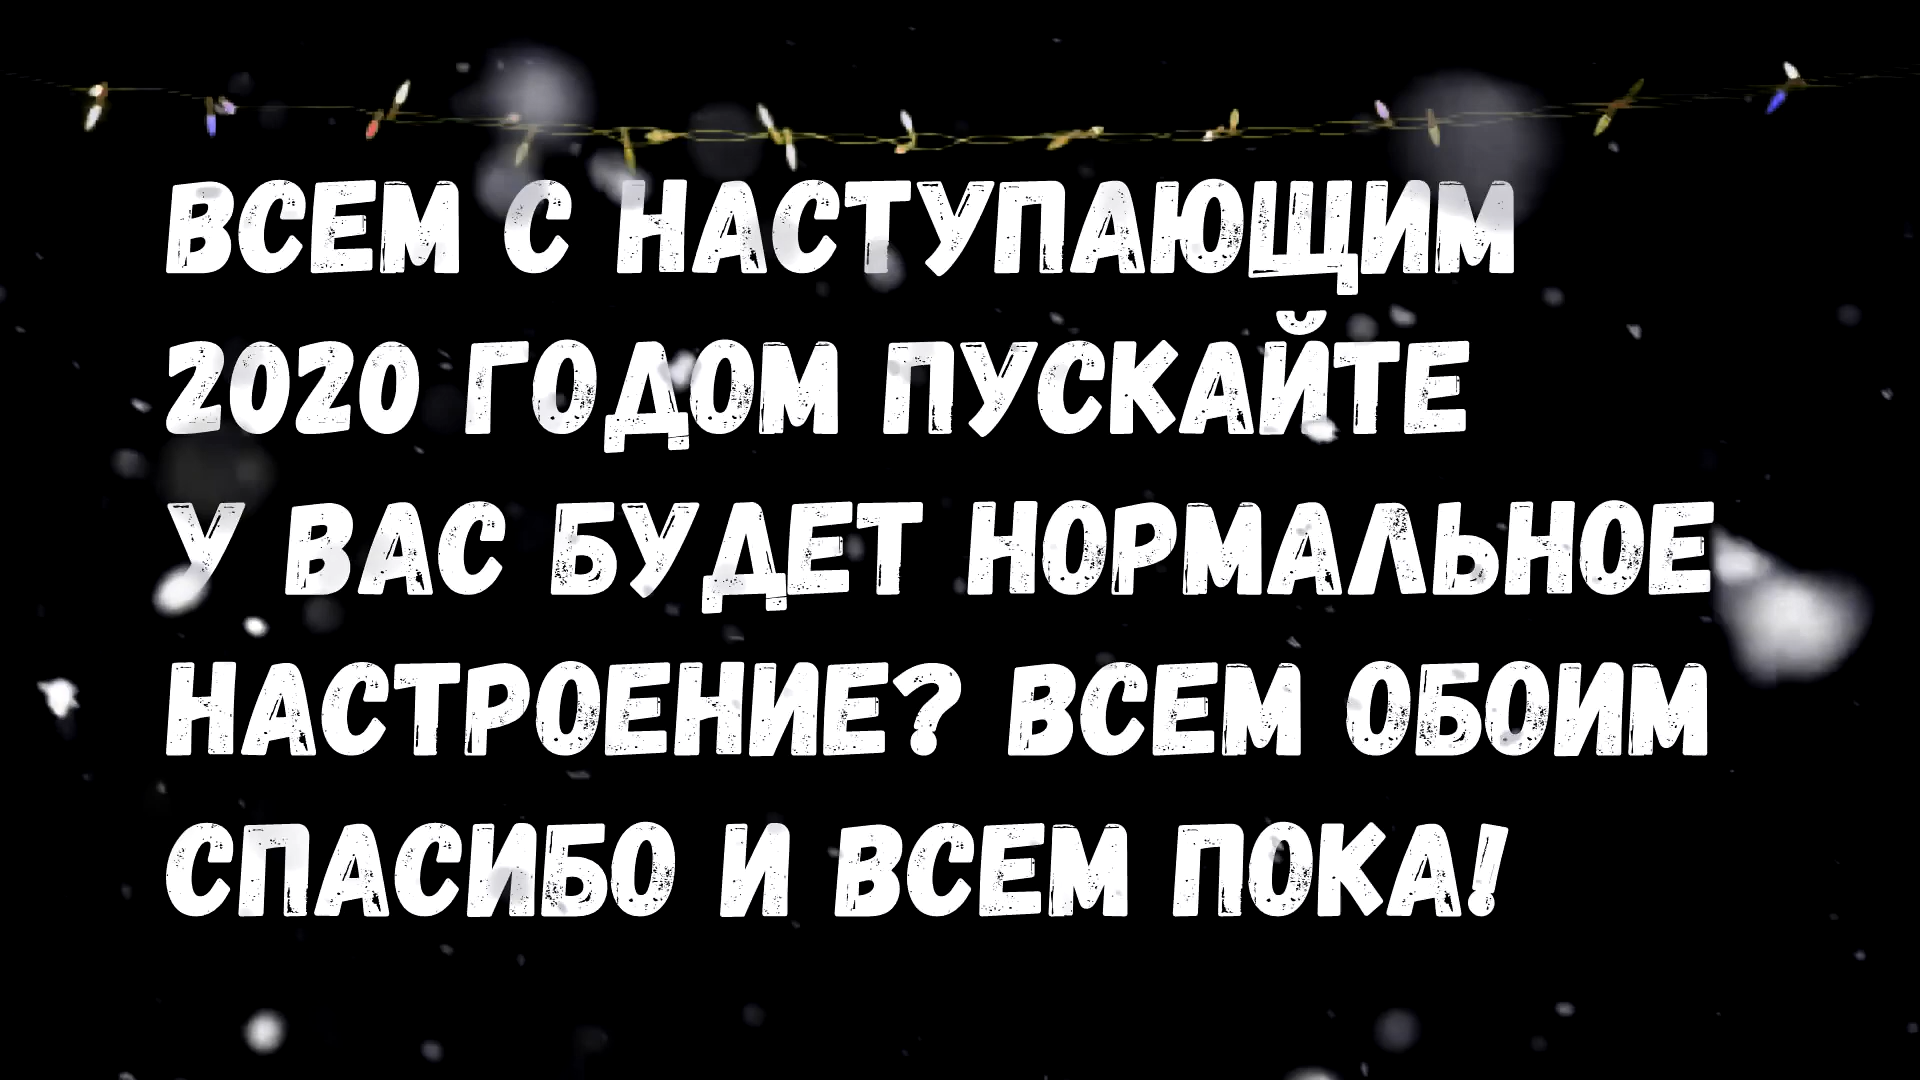 ВСЕМ С НАСТУПАЮЩИМ
2020 ГОДОМ ПУСКАЙТЕ
У ВАС БУДЕТ НОРМАЛЬНОЕ
НАСТРОЕНИЕ? ВСЕМ ОБОИМ
СПАСИБО И ВСЕМ ПОКА!